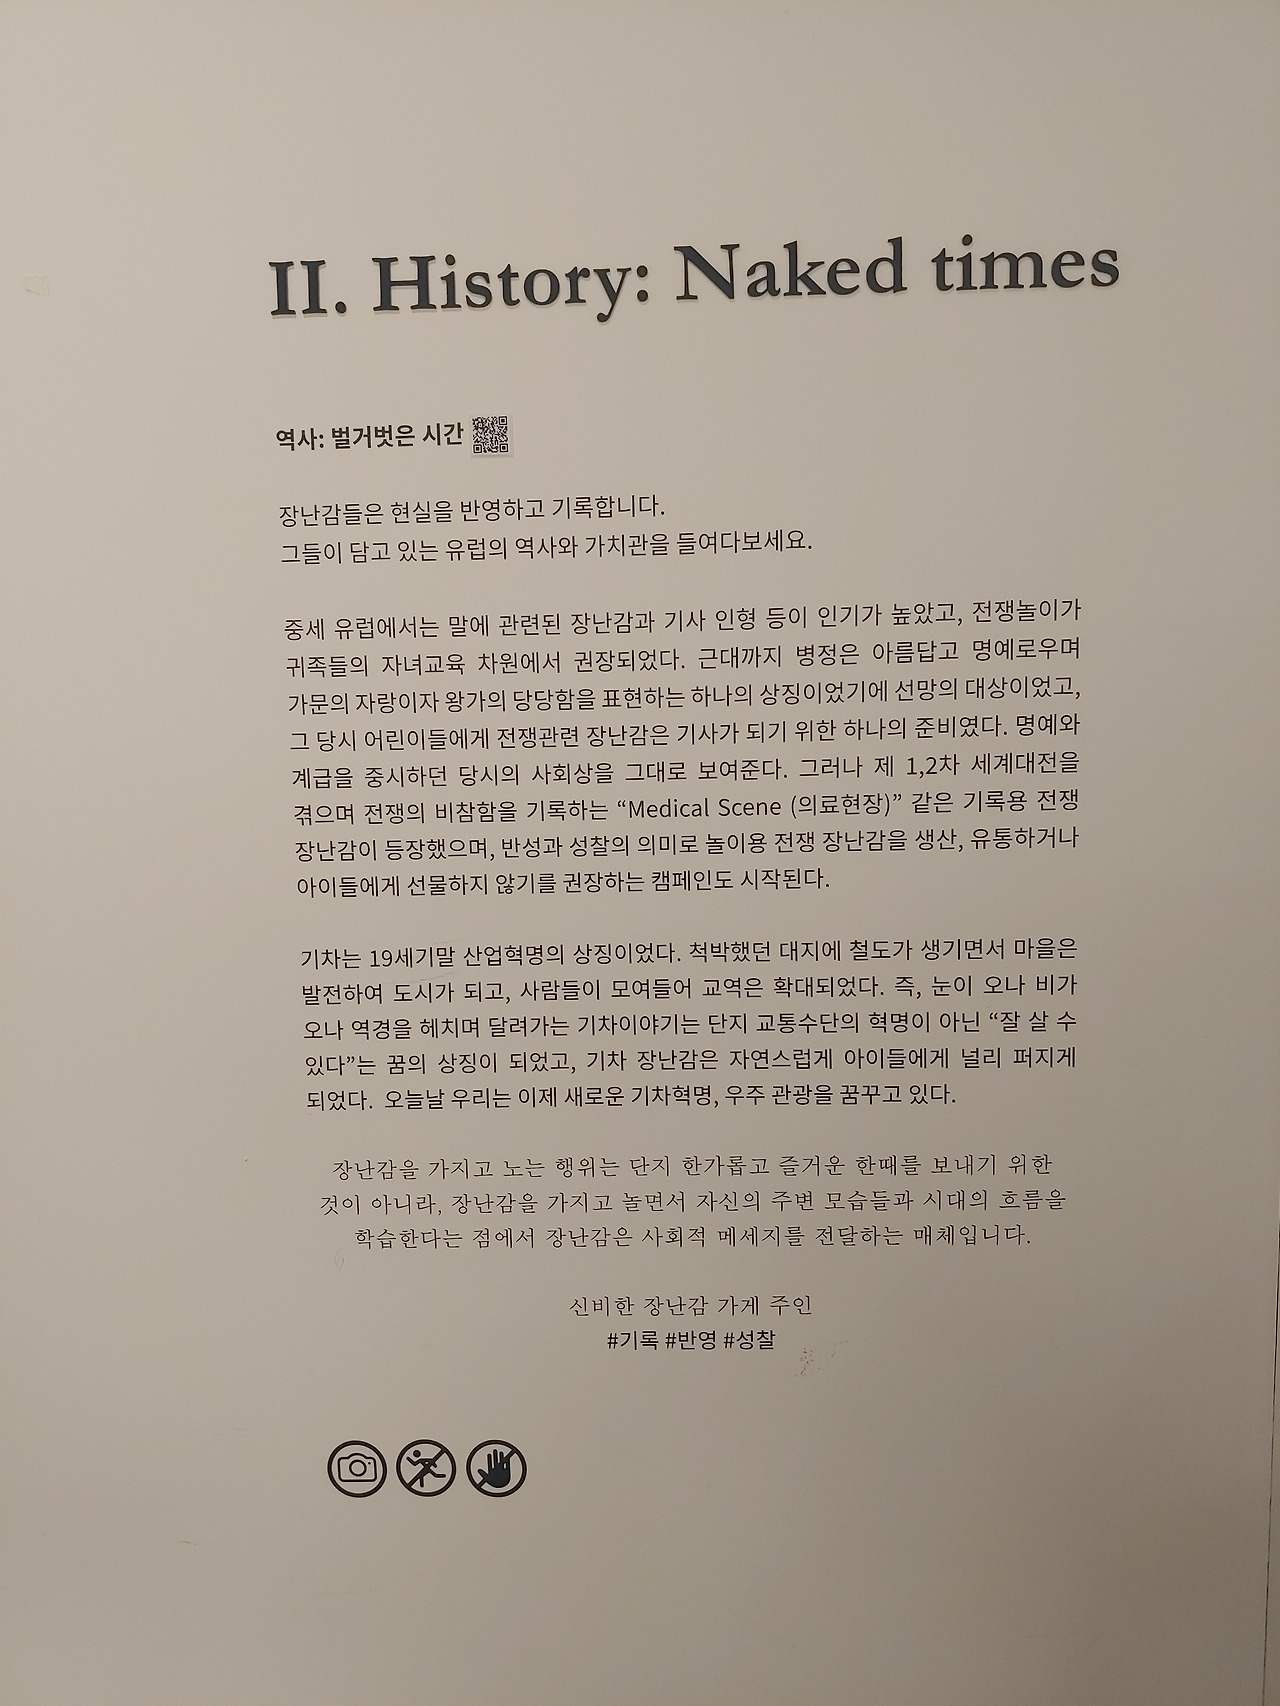 II. History: Naked times
역사: 벌거벗은 시간
장난감들은 현실을 반영하고 기록합니다.
그들이 담고 있는 유럽의 역사와 가치관을 들여다보세요.
중세 유럽에서는 말에 관련된 장난감과 기사 인형 등이 인기가 높았고, 전쟁놀이가
귀족들의 자녀교육 차원에서 권장되었다. 근대까지 병정은 아름답고 명예로우며
가문의 자랑이자 왕가의 당당함을 표현하는 하나의 상징이었기에 선망의 대상이었고,
그 당시 어린이들에게 전쟁관련 장난감은 기사가 되기 위한 하나의 준비였다. 명예와
계급을 중시하던 당시의 사회상을 그대로 보여준다. 그러나 제 1,2차 세계대전을
겪으며 전쟁의 비참함을 기록하는 “Medical Scene (의료현장)” 같은 기록용 전쟁
장난감이 등장했으며, 반성과 성찰의 의미로 놀이용 전쟁 장난감을 생산, 유통하거나
아이들에게 선물하지 않기를 권장하는 캠페인도 시작된다.
기차는 19세기말 산업혁명의 상징이었다. 척박했던 대지에 철도가 생기면서 마을은
발전하여 도시가 되고, 사람들이 모여들어 교역은 확대되었다. 즉, 눈이 오나 비가
오나 역경을 헤치며 달려가는 기차이야기는 단지 교통수단의 혁명이 아닌 “잘 살 수
있다”는 꿈의 상징이 되었고, 기차 장난감은 자연스럽게 아이들에게 널리 퍼지게
되었다. 오늘날 우리는 이제 새로운 기차혁명, 우주 관광을 꿈꾸고 있다.
장난감을 가지고 노는 행위는 단지 한가롭고 즐거운 한때를 보내기 위한
것이 아니라, 장난감을 가지고 놀면서 자신의 주변 모습들과 시대의 흐름을
학습한다는 점에서 장난감은 사회적 메세지를 전달하는 매체입니다.
신비한 장난감 가게 주인
#기록 #반영 #성찰